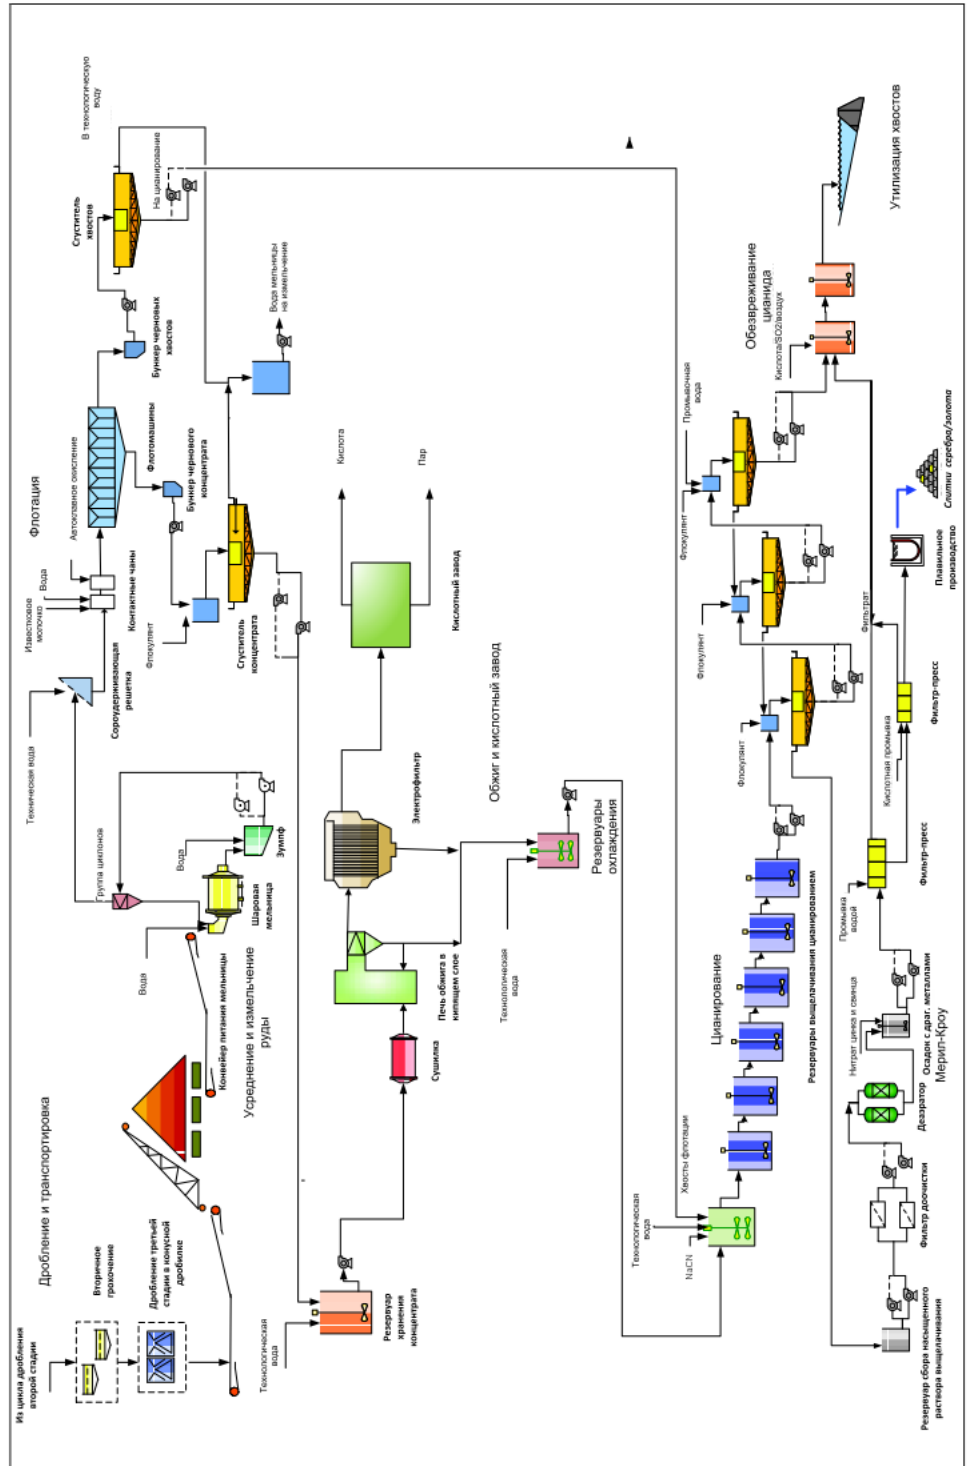 Дробление и транспортировка
Из цикла дробления
второй стадии
Вторичное
грохочение
Дробление третьей
стадии в конусной
дробилке
Конвейер питания мельницы
Усреднение и измельчение
руды
Вода
Шаровая
мельница
Группа циклонов
Вода
Зумпф
Техническая вода
Сороудерживающая
решетка
Флотация
Известковое
молочко
Вода
Автоклавное окисление
Контактные чаны
Флотомашины
Бункер черновых
хвостов
Бункер чернового
концентрата
Флокулянт
Сгуститель
концентрата
Сгуститель
хвостов
В технологическую
воду
На цианирование
Вода мельницы
на измельчение
Технологическая
вода
Резервуар
хранения
концентрата
Сушилка
Печь обжига в
кипящем слое
Электрофильтр
Кислотный завод
Кислота
Пар
Обжиг и кислотный завод
Технологическая
вода
Резервуары
охлаждения
Технологическая
вода
NaCN
Хвосты флотации
Цианирование
Резервуары выщелачивания цианированием
Флокулянт
Флокулянт
Флокулянт
Промывочная
вода
Обезвреживание
цианида
Кислота/SO2/воздух
Утилизация хвостов
Резервуар сбора насыщенного
раствора выщелачивания
Фильтр доочистки
Деаэратор
Нитрат цинка и свинца
Осадок с драг. металлами
Мерил-Кроу
Промывка
водой
Фильтр-пресс
Кислотная промывка
Фильтр-пресс
Фильтрат
Плавильное
производство
Слитки серебра/золота